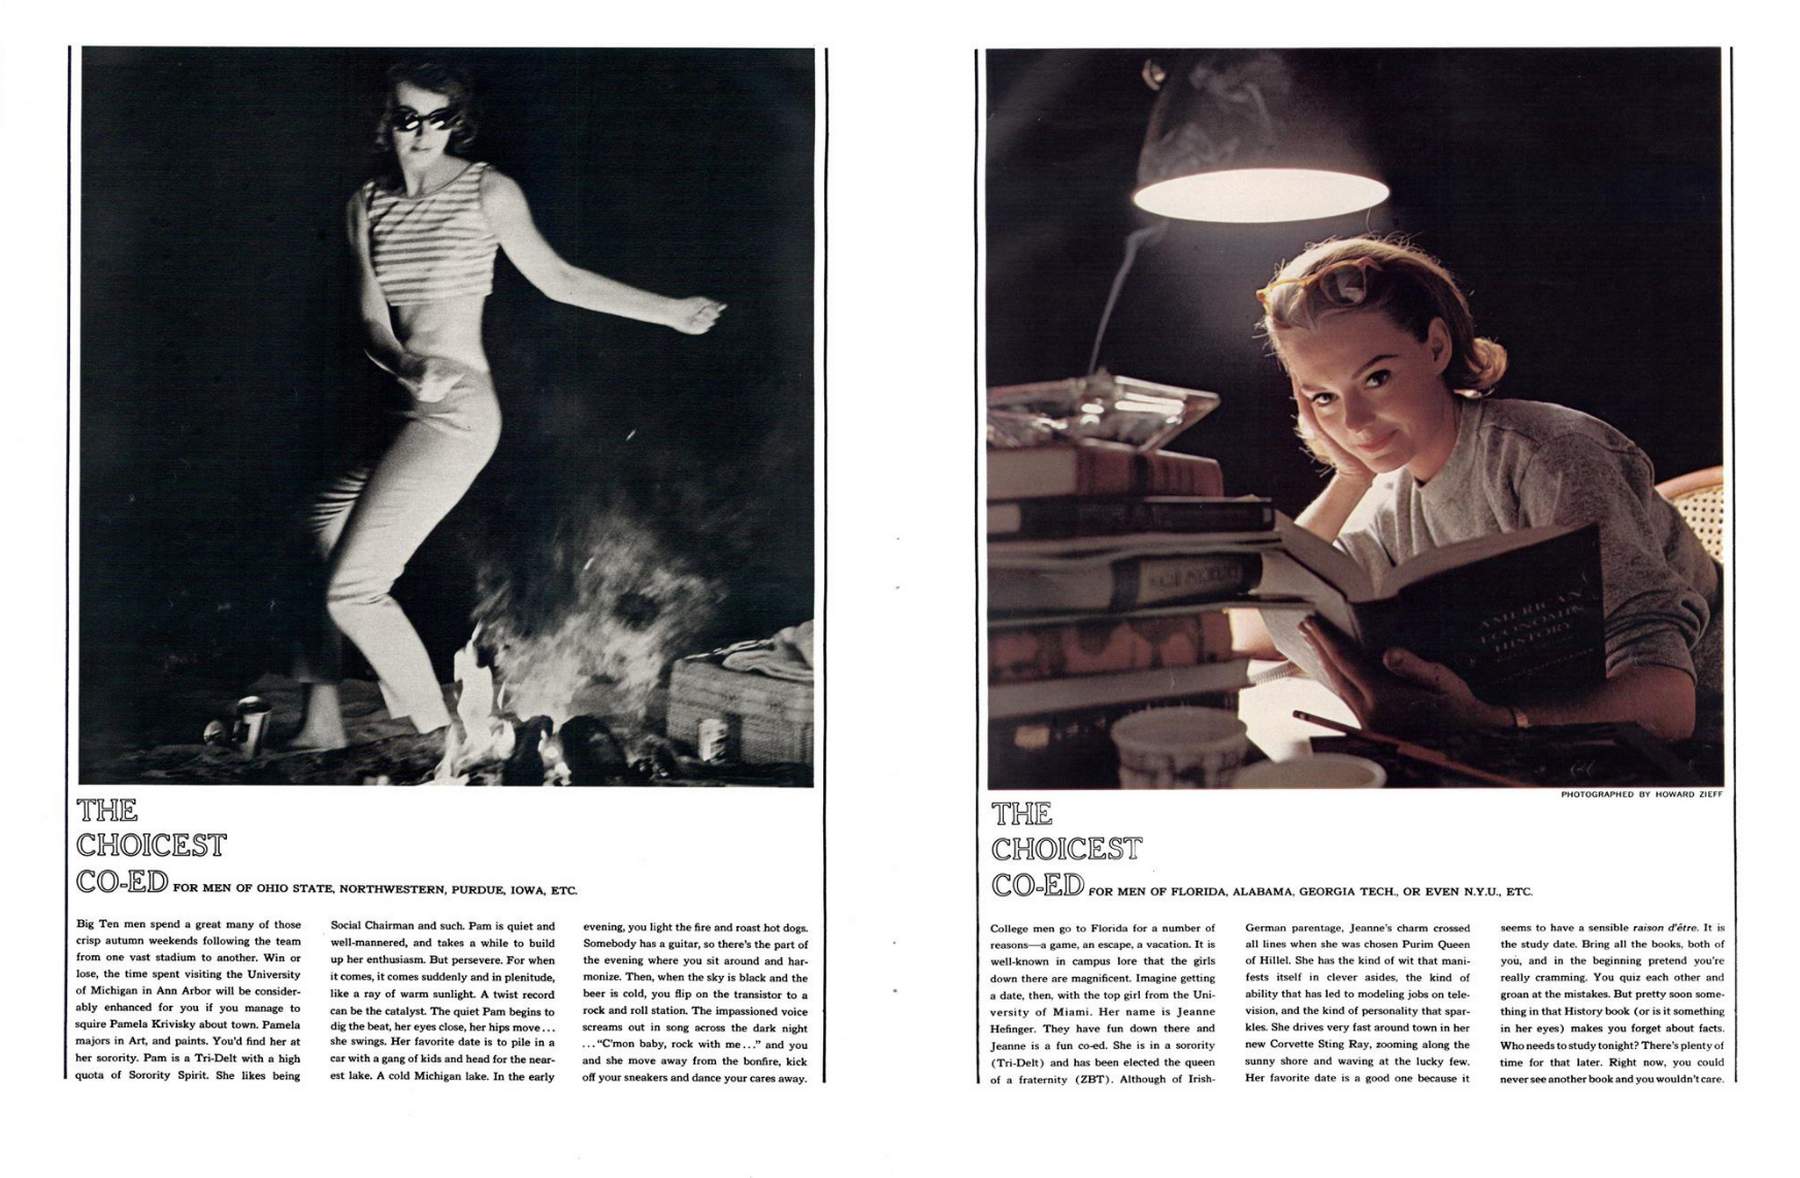 THE
CHOICEST
CO-ED FOR MEN OF OHIO STATE, NORTHWESTERN, PURDUE, IOWA, ETC.
Big Ten men spend a great many of those
crisp autumn weekends following the team
from one vast stadium to another. Win or
lose, the time spent visiting the University
of Michigan in Ann Arbor will be consider-
ably enhanced for you if you manage to
squire Pamela Krivisky about town. Pamela
majors in Art, and paints. You'd find her at
her sorority. Pam is a Tri-Delt with a high
quota of Sorority Spirit. She likes being
Social Chairman and such. Pam is quiet and
well-mannered, and takes a while to build
up her enthusiasm. But persevere. For when
it comes, it comes suddenly and in plenitude,
like a ray of warm sunlight. A twist record
can be the catalyst. The quiet Pam begins to
dig the beat, her eyes close, her hips move...
she swings. Her favorite date is to pile in a
car with a gang of kids and head for the near-
est lake. A cold Michigan lake. In the early
evening, you light the fire and roast hot dogs.
Somebody has a guitar, so there's the part of
the evening where you sit around and har-
monize. Then, when the sky is black and the
beer is cold, you flip on the transistor to a
rock and roll station. The impassioned voice
screams out in song across the dark night
..."C'mon baby, rock with me..." and you
and she move away from the bonfire, kick
off your sneakers and dance your cares away.
AMERICAN
ECONOMIC
HISTORY
PHOTOGRAPHED BY HOWARD ZIEFF
THE
CHOICEST
CO-ED FOR MEN OF FLORIDA, ALABAMA, GEORGIA TECH., OR EVEN N.Y.U., ETC.
College men go to Florida for a number of
reasons—a game, an escape, a vacation. It is
well-known in campus lore that the girls
down there are magnificent. Imagine getting
a date, then, with the top girl from the Uni-
versity of Miami. Her name is Jeanne
Hefinger. They have fun down there and
Jeanne is a fun co-ed. She is in a sorority
(Tri-Delt) and has been elected the queen
of a fraternity (ZBT). Although of Irish-
German parentage, Jeanne's charm crossed
all lines when she was chosen Purim Queen
of Hillel. She has the kind of wit that mani-
fests itself in clever asides, the kind of
ability that has led to modeling jobs on tele-
vision, and the kind of personality that spar-
kles. She drives very fast around town in her
new Corvette Sting Ray, zooming along the
sunny shore and waving at the lucky few.
Her favorite date is a good one because it
seems to have a sensible raison d'être. It is
the study date. Bring all the books, both of
you, and in the beginning pretend you're
really cramming. You quiz each other and
groan at the mistakes. But pretty soon some-
thing in that History book (or is it something
in her eyes) makes you forget about facts.
Who needs to study tonight? There's plenty of
time for that later. Right now, you could
never see another book and you wouldn't care.